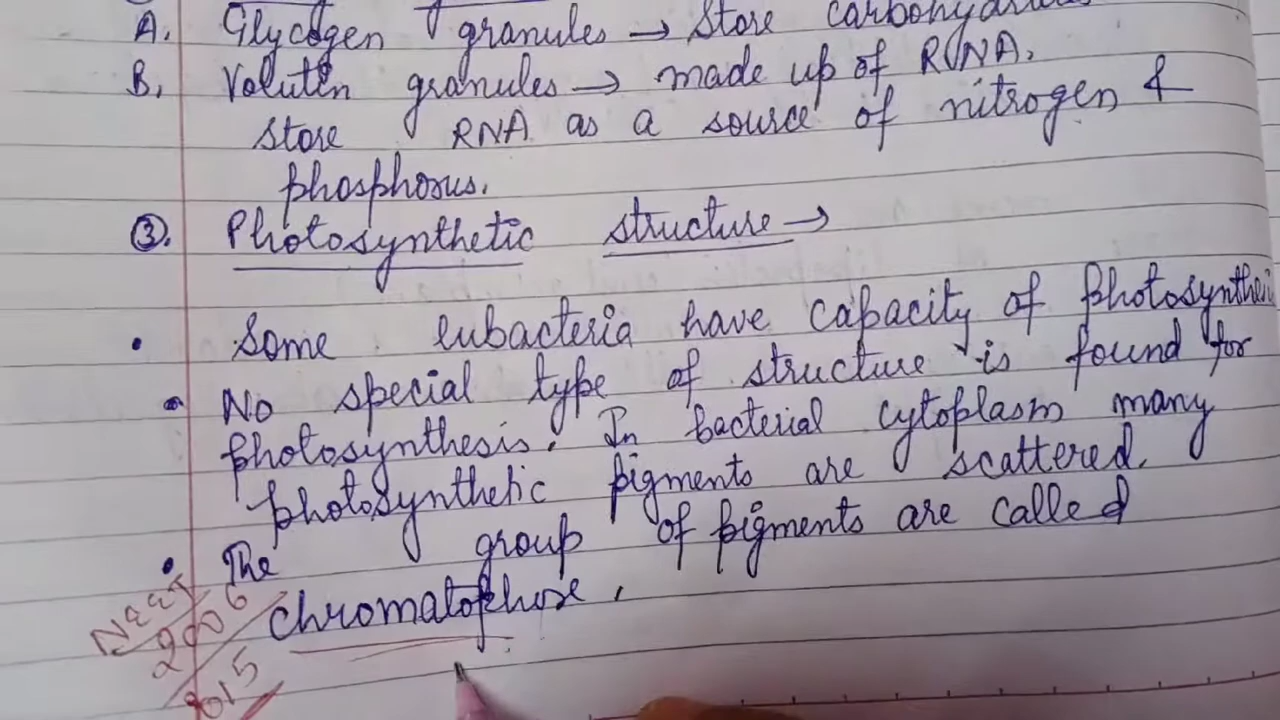 A. Glycogen granules → Store carbohydrates
B. Volutin granules → made up of RNA.
store RNA as a source of nitrogen &
phosphorus.
③. Photosynthetic structure →
• Some eubacteria have capacity of photosynthesis
• No special type of structure is found for
photosynthesis. In bacterial cytoplasm many
photosynthetic pigments are scattered.
• The group of pigments are called
chromatophore.
NEET
2006
2015